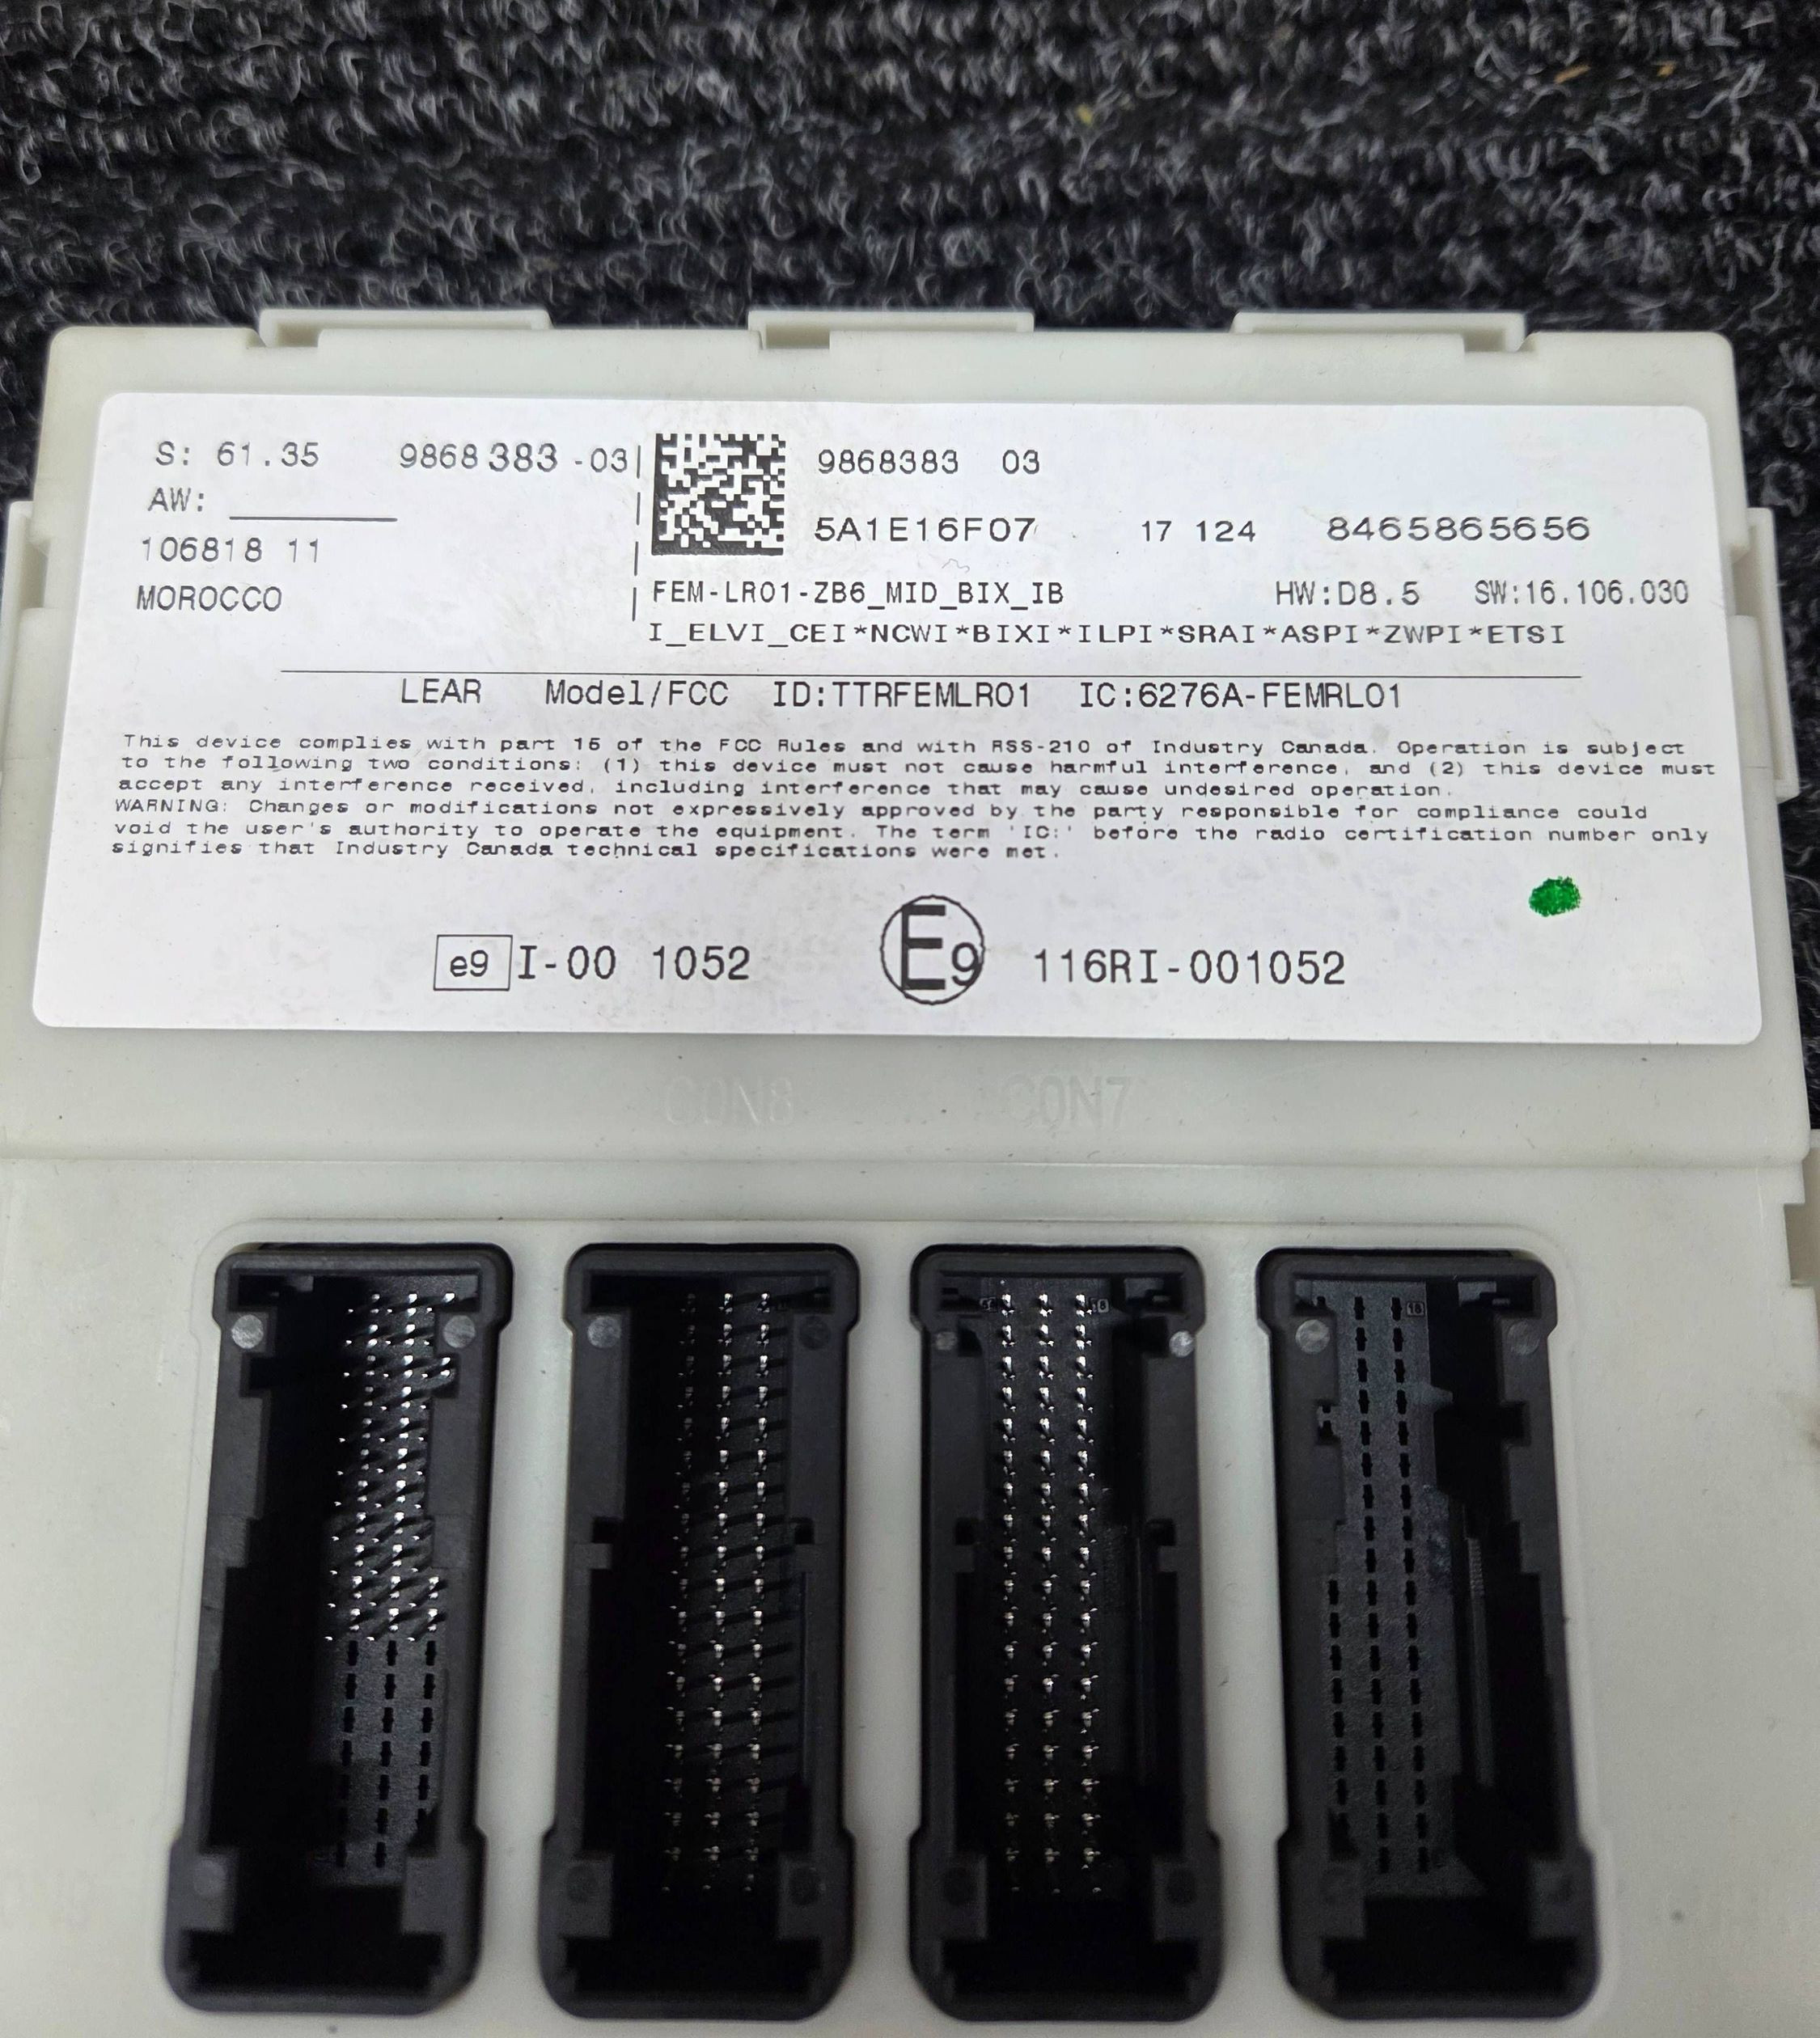 S: 61.35 9868 383 -03
AW:
106818 11
MOROCCO
9868383 03
5A1E16F07 17 124 8465865656
FEM-LR01-ZB6_MID_BIX_IB HW:D8.5 SW:16.106.030
I_ELVI_CEI*NCWI*BIXI*ILPI*SRAI*ASPI*ZWPI*ETSI
LEAR Model/FCC ID:TTRFEMLR01 IC:6276A-FEMRL01
This device complies with part 15 of the FCC Rules and with RSS-210 of Industry Canada. Operation is subject
to the following two conditions: (1) this device must not cause harmful interference, and (2) this device must
accept any interference received, including interference that may cause undesired operation.
WARNING: Changes or modifications not expressively approved by the party responsible for compliance could
void the user's authority to operate the equipment. The term 'IC:' before the radio certification number only
signifies that Industry Canada technical specifications were met.
e9 I-00 1052 E9 116RI-001052
CON8 CON7
18